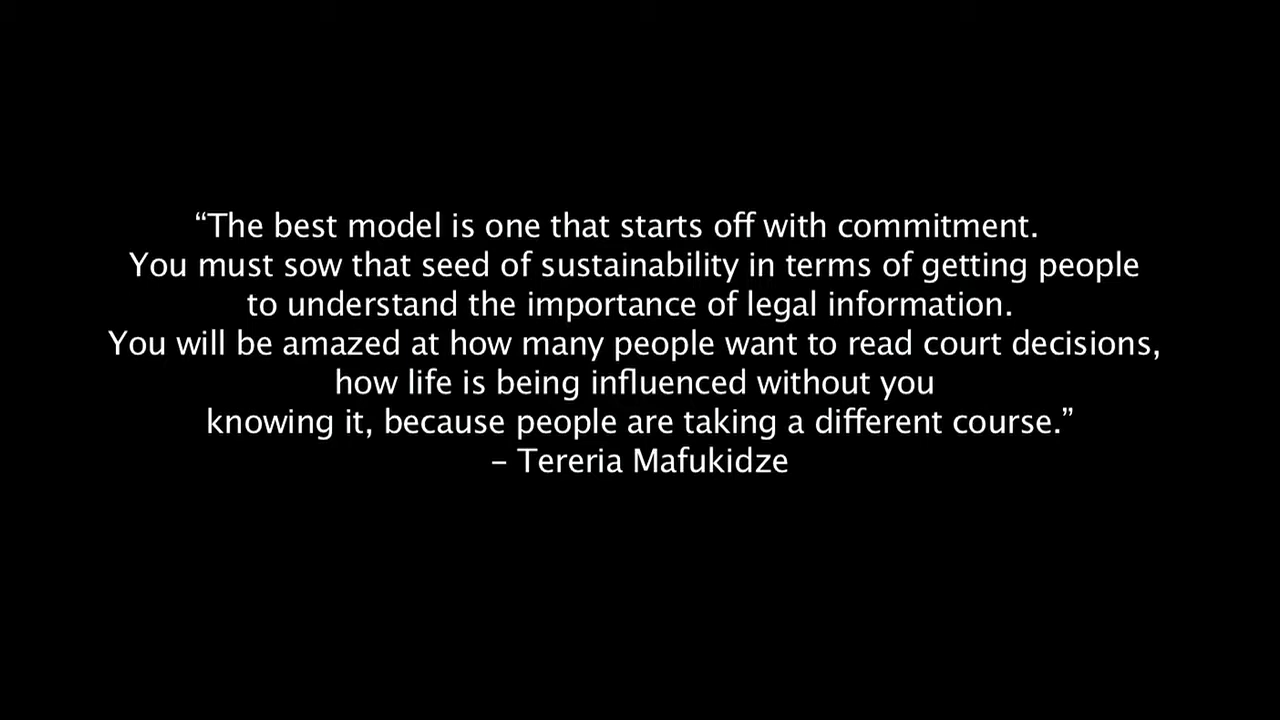 “The best model is one that starts off with commitment.
You must sow that seed of sustainability in terms of getting people
to understand the importance of legal information.
You will be amazed at how many people want to read court decisions,
how life is being influenced without you
knowing it, because people are taking a different course.”
– Tereria Mafukidze